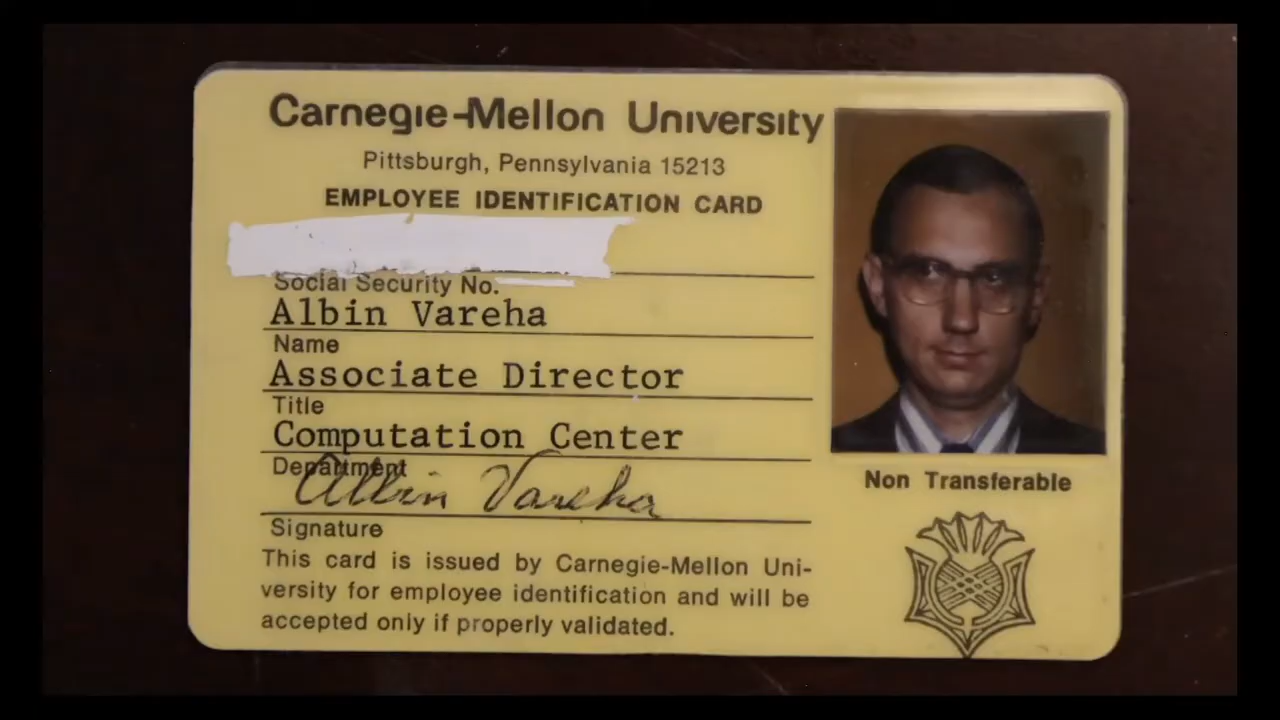 Carnegie-Mellon University
Pittsburgh, Pennsylvania 15213
EMPLOYEE IDENTIFICATION CARD
Social Security No.
Albin Vareha
Name
Associate Director
Title
Computation Center
Department
Albin Vareha
Signature
This card is issued by Carnegie-Mellon Uni-
versity for employee identification and will be
accepted only if properly validated.
Non Transferable